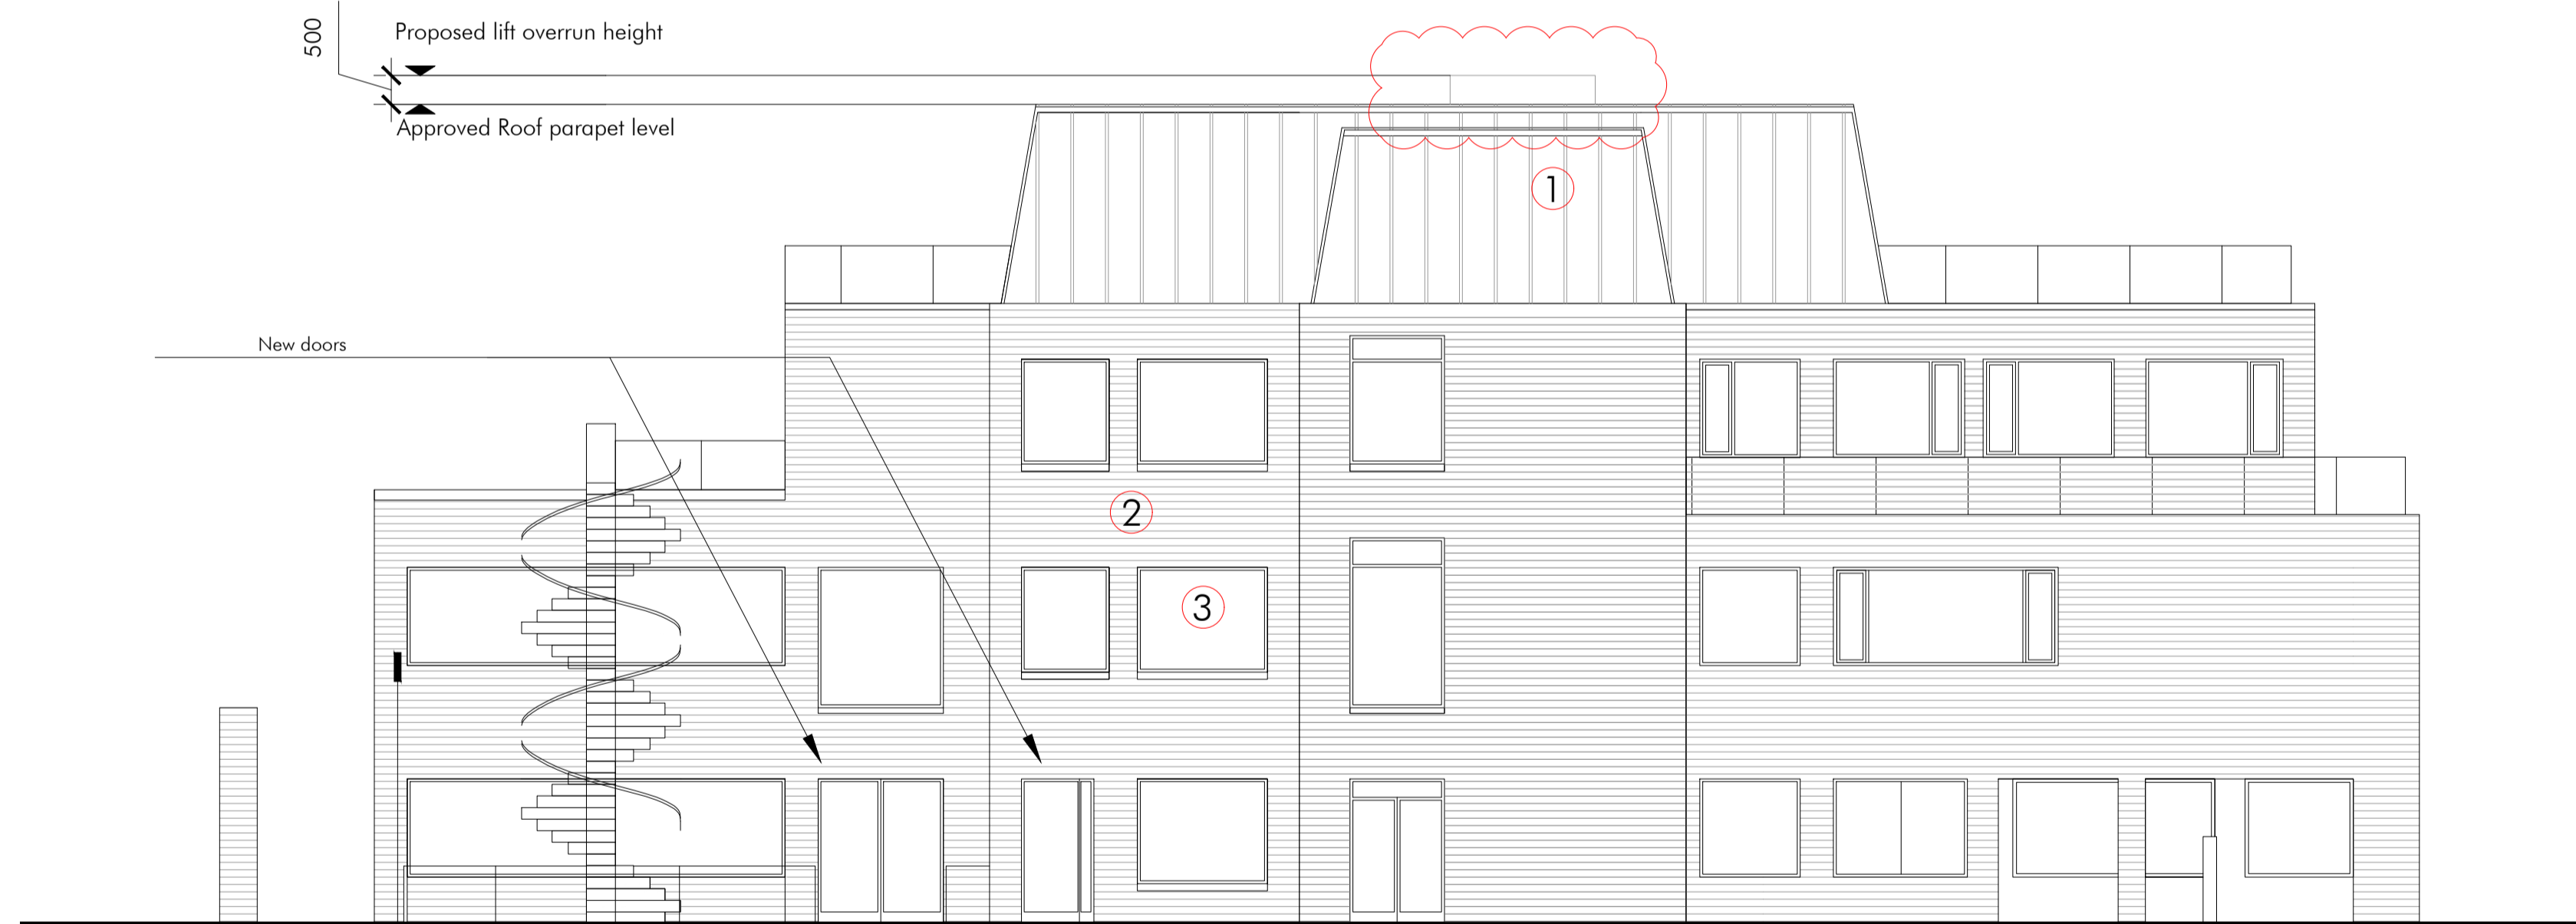 500
Proposed lift overrun height
Approved Roof parapet level
1
New doors
2
3